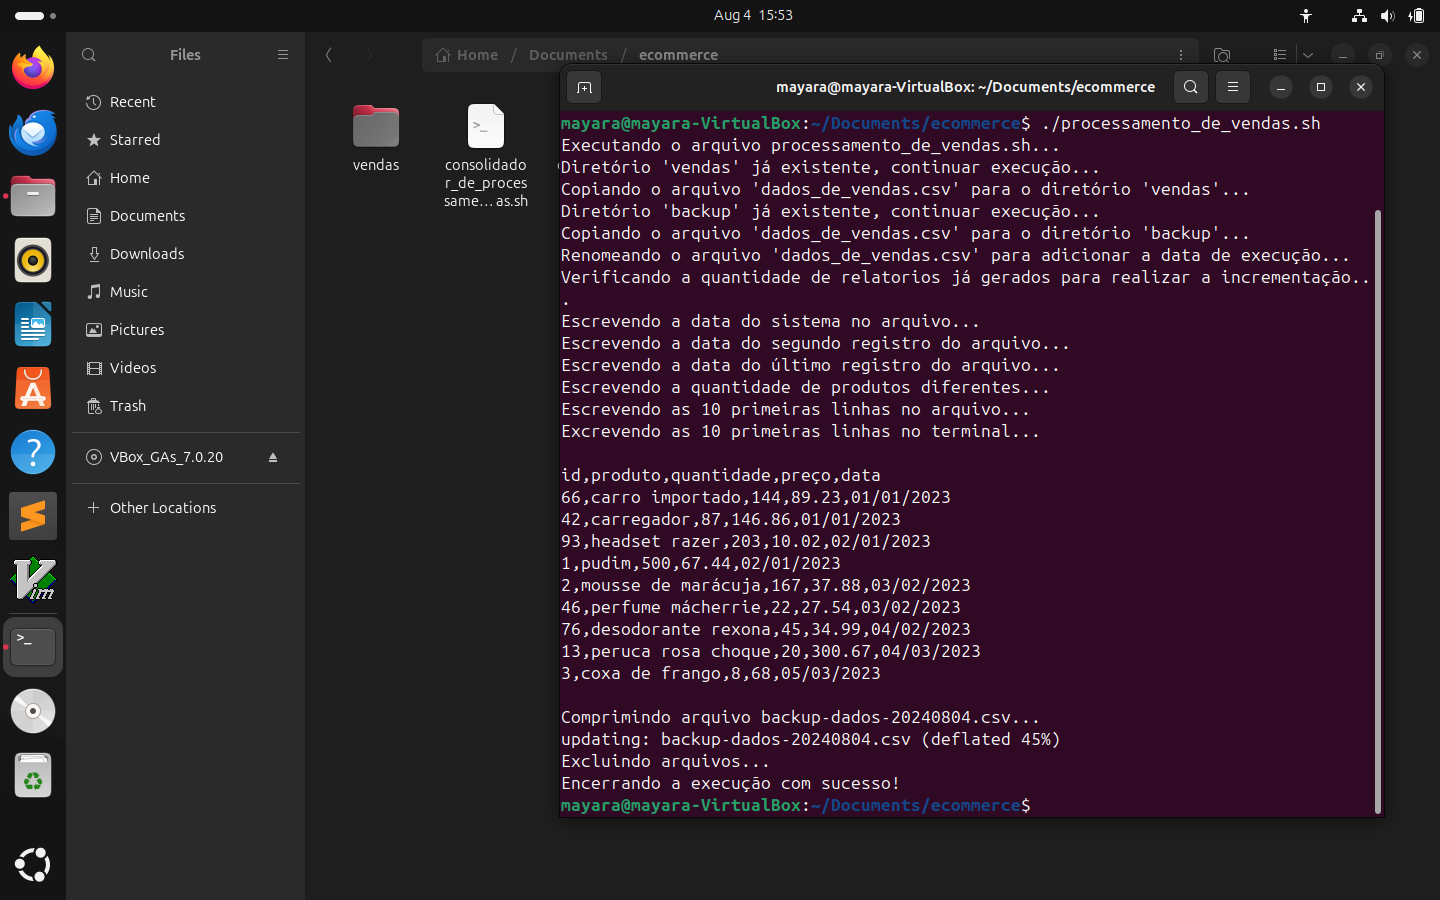 Aug 4 15:53
Files
Home / Documents / ecommerce
Recent
Starred
Home
Documents
Downloads
Music
Pictures
Videos
Trash
VBox_GAs_7.0.20
Other Locations
vendas
consolidado
r_de_proces
same…as.sh
mayara@mayara-VirtualBox: ~/Documents/ecommerce
mayara@mayara-VirtualBox:~/Documents/ecommerce$ ./processamento_de_vendas.sh
Executando o arquivo processamento_de_vendas.sh...
Diretório 'vendas' já existente, continuar execução...
Copiando o arquivo 'dados_de_vendas.csv' para o diretório 'vendas'...
Diretório 'backup' já existente, continuar execução...
Copiando o arquivo 'dados_de_vendas.csv' para o diretório 'backup'...
Renomeando o arquivo 'dados_de_vendas.csv' para adicionar a data de execução...
Verificando a quantidade de relatorios já gerados para realizar a incrementação..
.
Escrevendo a data do sistema no arquivo...
Escrevendo a data do segundo registro do arquivo...
Escrevendo a data do último registro do arquivo...
Escrevendo a quantidade de produtos diferentes...
Escrevendo as 10 primeiras linhas no arquivo...
Excrevendo as 10 primeiras linhas no terminal...
id,produto,quantidade,preço,data
66,carro importado,144,89.23,01/01/2023
42,carregador,87,146.86,01/01/2023
93,headset razer,203,10.02,02/01/2023
1,pudim,500,67.44,02/01/2023
2,mousse de marácuja,167,37.88,03/02/2023
46,perfume mácherrie,22,27.54,03/02/2023
76,desodorante rexona,45,34.99,04/02/2023
13,peruca rosa choque,20,300.67,04/03/2023
3,coxa de frango,8,68,05/03/2023
Comprimindo arquivo backup-dados-20240804.csv...
updating: backup-dados-20240804.csv (deflated 45%)
Excluindo arquivos...
Encerrando a execução com sucesso!
mayara@mayara-VirtualBox:~/Documents/ecommerce$